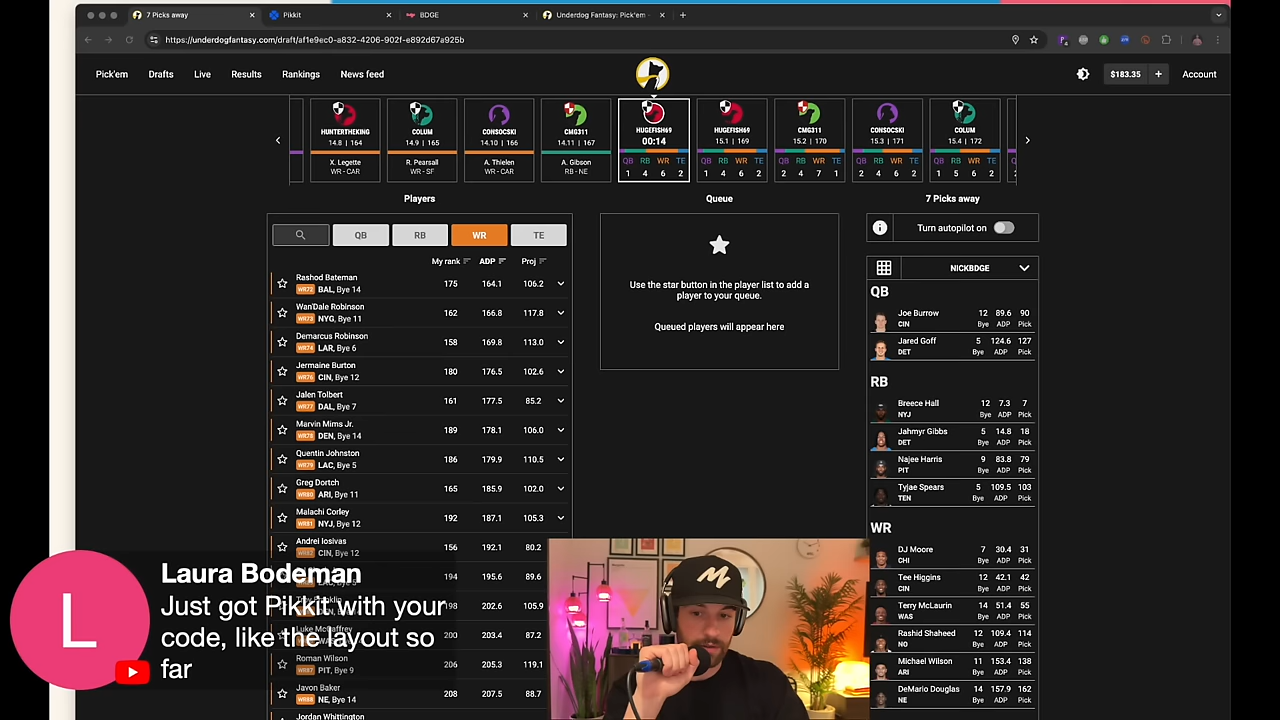 7 Picks away
Pikkit
BDGE
Underdog Fantasy: Pick'em -
https://underdogfantasy.com/draft/af1e9ec0-a832-4206-902f-e892d67a925b
Pick'em Drafts Live Results Rankings News feed
$183.35 + Account
HUNTERTHEKING
14.8 | 164
X. Legette
WR - CAR
COLUM
14.9 | 165
R. Pearsall
WR - SF
CONSOCSKI
14.10 | 166
A. Thielen
WR - CAR
CMG311
14.11 | 167
A. Gibson
RB - NE
HUGEFISH69
00:14
QB RB WR TE
1 4 6 2
HUGEFISH69
15.1 | 169
QB RB WR TE
1 4 6 2
CMG311
15.2 | 170
QB RB WR TE
2 4 7 1
CONSOCSKI
15.3 | 171
QB RB WR TE
2 4 6 2
COLUM
15.4 | 172
QB RB WR TE
1 5 6 2
Players
QB RB WR TE
My rank ADP Proj
Rashod Bateman 175 164.1 106.2
WR72 BAL, Bye 14
Wan'Dale Robinson 162 166.8 117.8
WR73 NYG, Bye 11
Demarcus Robinson 158 169.8 113.0
WR74 LAR, Bye 6
Jermaine Burton 180 176.5 102.6
CIN, Bye 12
Jalen Tolbert 161 177.5 85.2
WR77 DAL, Bye 7
Marvin Mims Jr. 189 178.1 106.0
WR78 DEN, Bye 14
Quentin Johnston 186 179.9 110.5
WR79 LAC, Bye 5
Greg Dortch 165 185.9 102.0
WR80 ARI, Bye 11
Malachi Corley 192 187.1 105.3
WR81 NYJ, Bye 12
Andrei Iosivas 156 192.1 80.2
CIN, Bye 12
194 195.6 89.6
198 202.6 105.9
Luke McCaffrey 200 203.4 87.2
Roman Wilson 206 205.3 119.1
WR87 PIT, Bye 9
Javon Baker 208 207.5 88.7
WR88 NE, Bye 14
Jordan Whittington
Queue
Use the star button in the player list to add a
player to your queue.
Queued players will appear here
7 Picks away
Turn autopilot on
NICKBDGE
QB
Joe Burrow 12 89.6 90
CIN Bye ADP Pick
Jared Goff 5 124.6 127
DET Bye ADP Pick
RB
Breece Hall 12 7.3 7
NYJ Bye ADP Pick
Jahmyr Gibbs 5 14.8 18
DET Bye ADP Pick
Najee Harris 9 83.8 79
PIT Bye ADP Pick
Tyjae Spears 5 109.5 103
TEN Bye ADP Pick
WR
DJ Moore 7 30.4 31
CHI Bye ADP Pick
Tee Higgins 12 42.1 42
CIN Bye ADP Pick
Terry McLaurin 14 51.4 55
WAS Bye ADP Pick
Rashid Shaheed 12 109.4 114
NO Bye ADP Pick
Michael Wilson 11 153.4 138
ARI Bye ADP Pick
DeMario Douglas 14 157.9 162
NE Bye ADP Pick
L
Laura Bodeman
Just got Pikkit with your
code, like the layout so
far